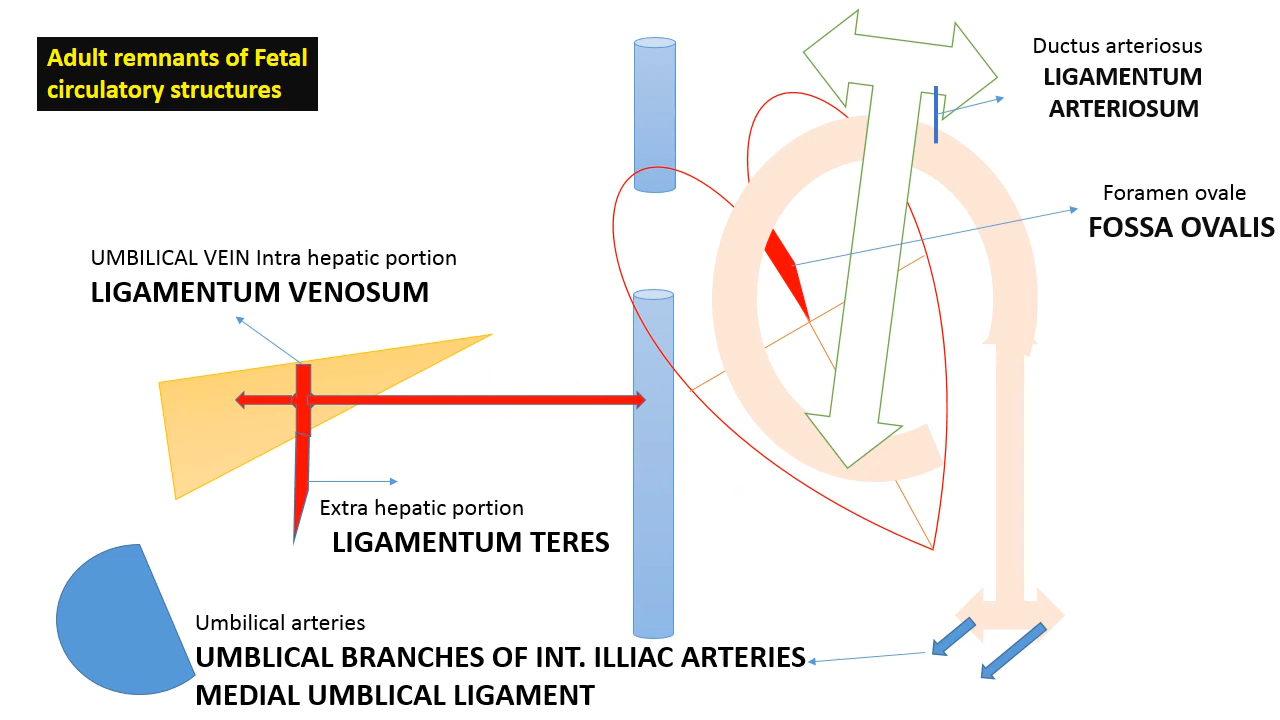 Adult remnants of Fetal
circulatory structures
Ductus arteriosus
LIGAMENTUM
ARTERIOSUM
Foramen ovale
FOSSA OVALIS
UMBILICAL VEIN Intra hepatic portion
LIGAMENTUM VENOSUM
Extra hepatic portion
LIGAMENTUM TERES
Umbilical arteries
UMBLICAL BRANCHES OF INT. ILLIAC ARTERIES
MEDIAL UMBLICAL LIGAMENT